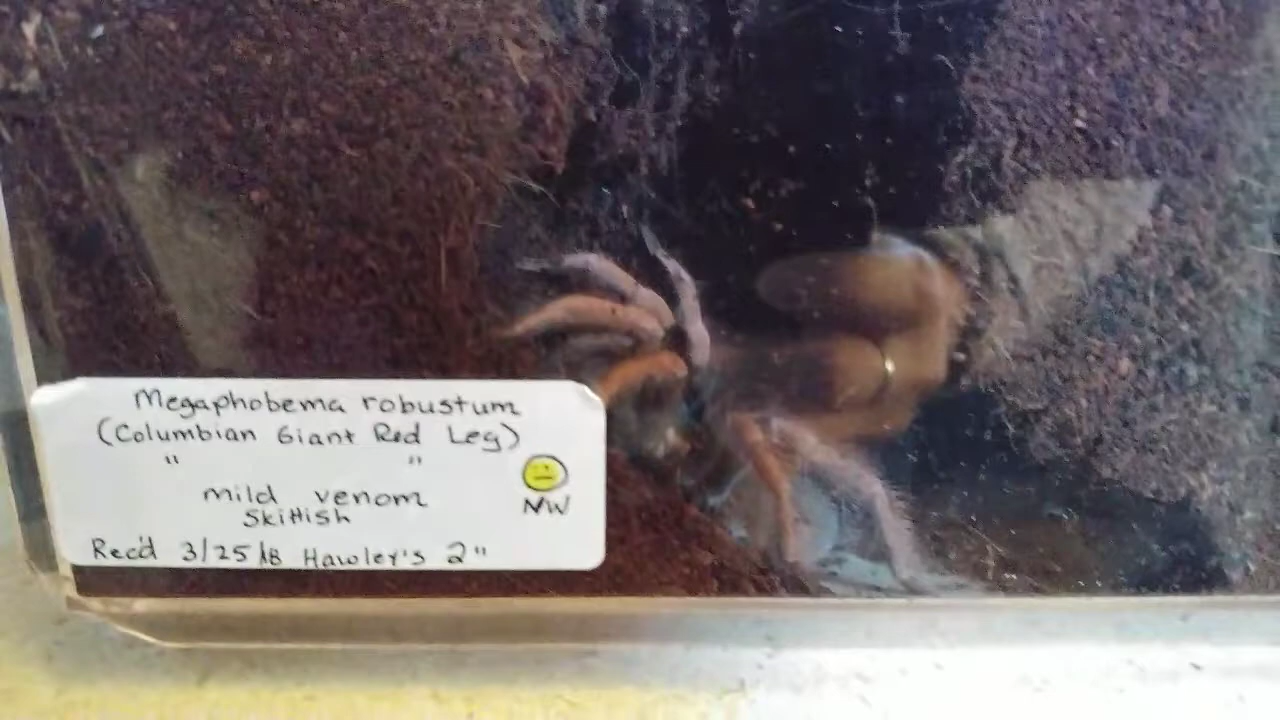 Megaphobema robustum
(Columbian Giant Red Leg)
" "
mild venom
Skittish
NW
Rec'd 3/25/18 Hawley's 2"